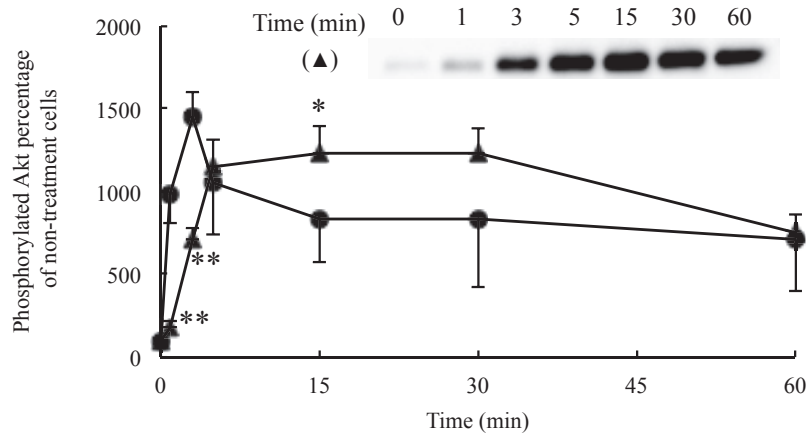 Time (min) 0 1 3 5 15 30 60
(▲)
Phosphorylated Akt percentage
of non-treatment cells
2000
1500
1000
500
0
*
**
**
0 15 30 45 60
Time (min)